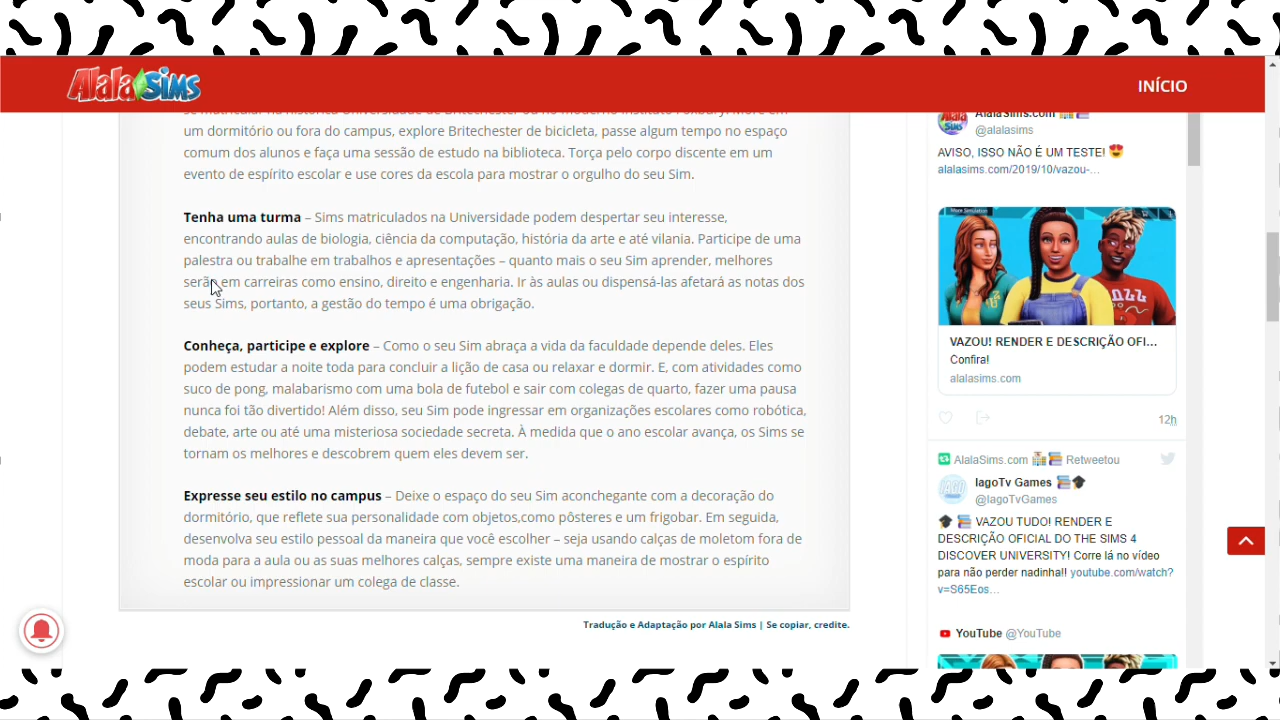 Alala Sims
INÍCIO
um dormitório ou fora do campus, explore Britechester de bicicleta, passe algum tempo no espaço
comum dos alunos e faça uma sessão de estudo na biblioteca. Torça pelo corpo discente em um
evento de espírito escolar e use cores da escola para mostrar o orgulho do seu Sim.
Tenha uma turma – Sims matriculados na Universidade podem despertar seu interesse,
encontrando aulas de biologia, ciência da computação, história da arte e até vilania. Participe de uma
palestra ou trabalhe em trabalhos e apresentações – quanto mais o seu Sim aprender, melhores
serão em carreiras como ensino, direito e engenharia. Ir às aulas ou dispensá-las afetará as notas dos
seus Sims, portanto, a gestão do tempo é uma obrigação.
Conheça, participe e explore – Como o seu Sim abraça a vida da faculdade depende deles. Eles
podem estudar a noite toda para concluir a lição de casa ou relaxar e dormir. E, com atividades como
suco de pong, malabarismo com uma bola de futebol e sair com colegas de quarto, fazer uma pausa
nunca foi tão divertido! Além disso, seu Sim pode ingressar em organizações escolares como robótica,
debate, arte ou até uma misteriosa sociedade secreta. À medida que o ano escolar avança, os Sims se
tornam os melhores e descobrem quem eles devem ser.
Expresse seu estilo no campus – Deixe o espaço do seu Sim aconchegante com a decoração do
dormitório, que reflete sua personalidade com objetos,como pôsteres e um frigobar. Em seguida,
desenvolva seu estilo pessoal da maneira que você escolher – seja usando calças de moletom fora de
moda para a aula ou as suas melhores calças, sempre existe uma maneira de mostrar o espírito
escolar ou impressionar um colega de classe.
Tradução e Adaptação por Alala Sims | Se copiar, credite.
AlalaSims.com
@alalasims
AVISO, ISSO NÃO É UM TESTE!
alalasims.com/2019/10/vazou-…
VAZOU! RENDER E DESCRIÇÃO OFI...
Confira!
alalasims.com
12h
AlalaSims.com Retweetou
IagoTv Games
@IagoTvGames
VAZOU TUDO! RENDER E
DESCRIÇÃO OFICIAL DO THE SIMS 4
DISCOVER UNIVERSITY! Corre lá no vídeo
para não perder nadinha!! youtube.com/watch?
v=S65Eos…
YouTube @YouTube